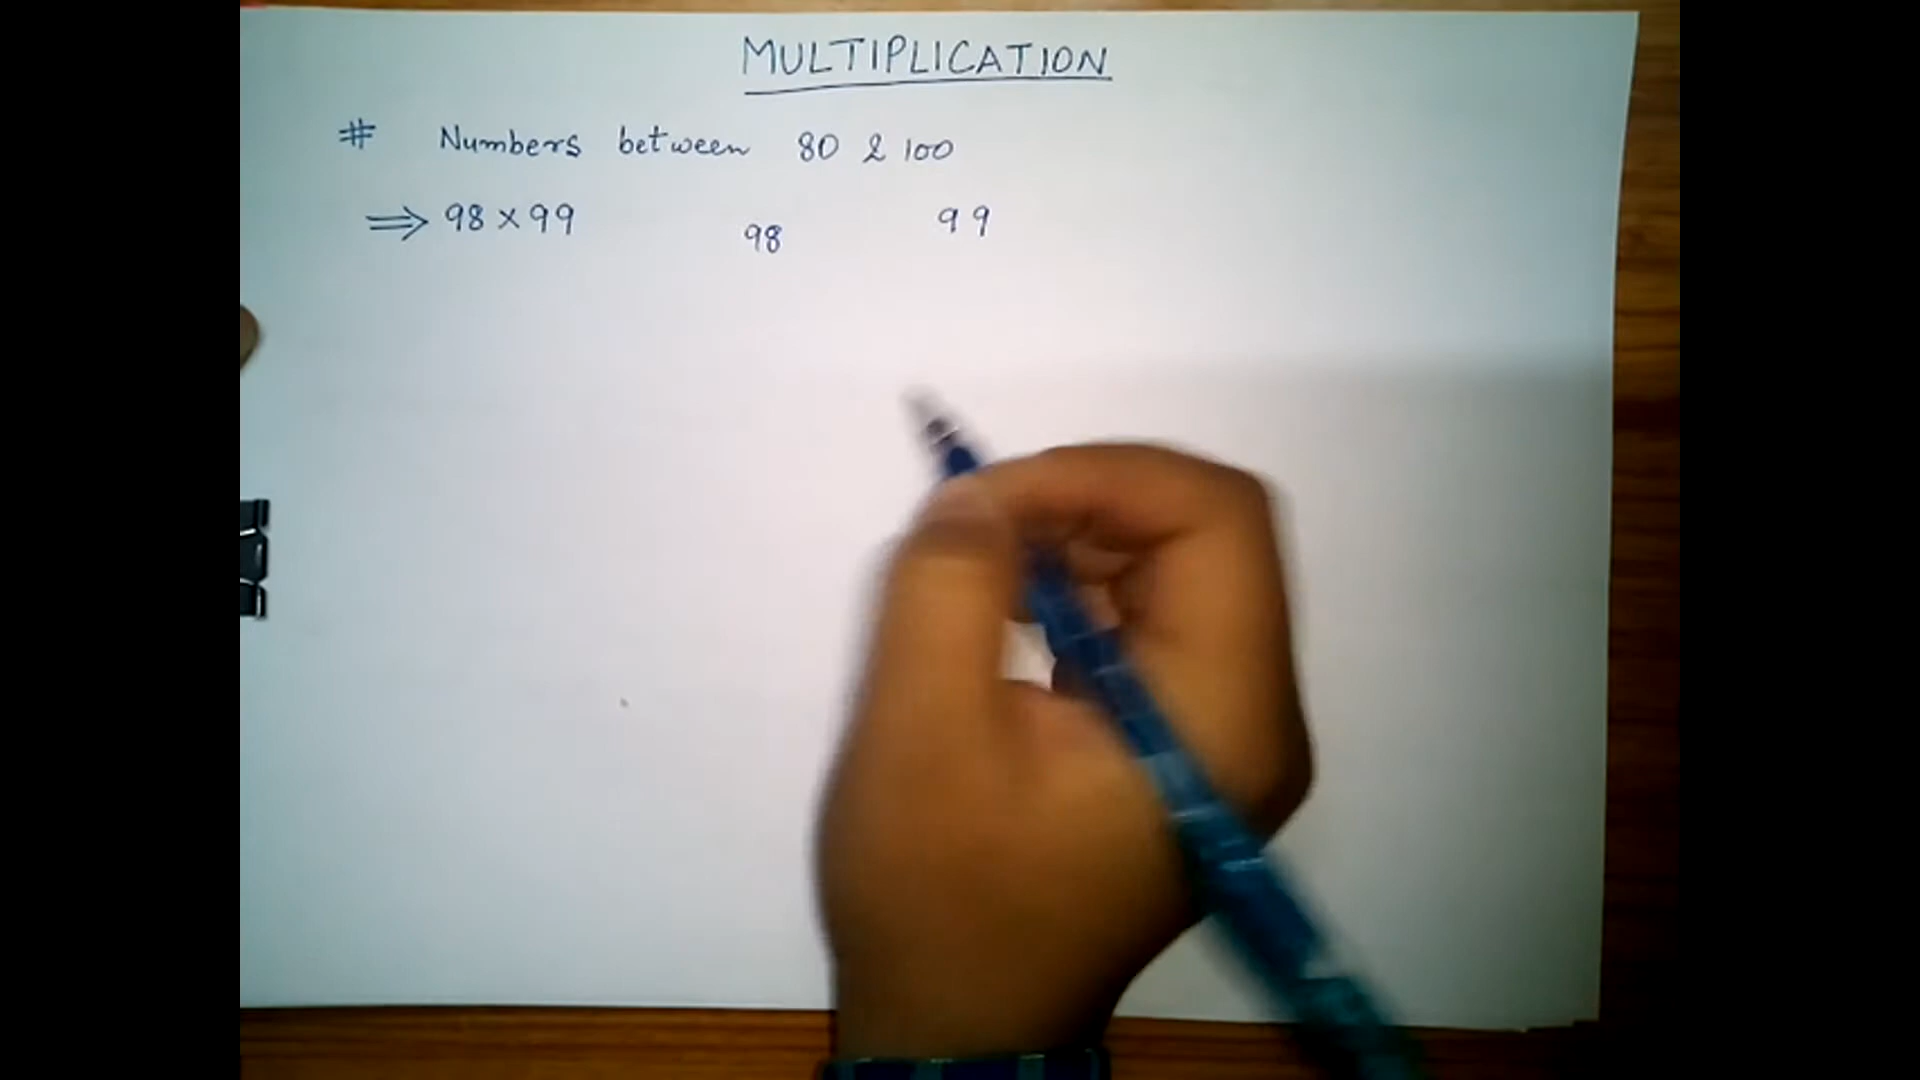 MULTIPLICATION
# Numbers between 80 & 100
⇒ 98 × 99 98 99